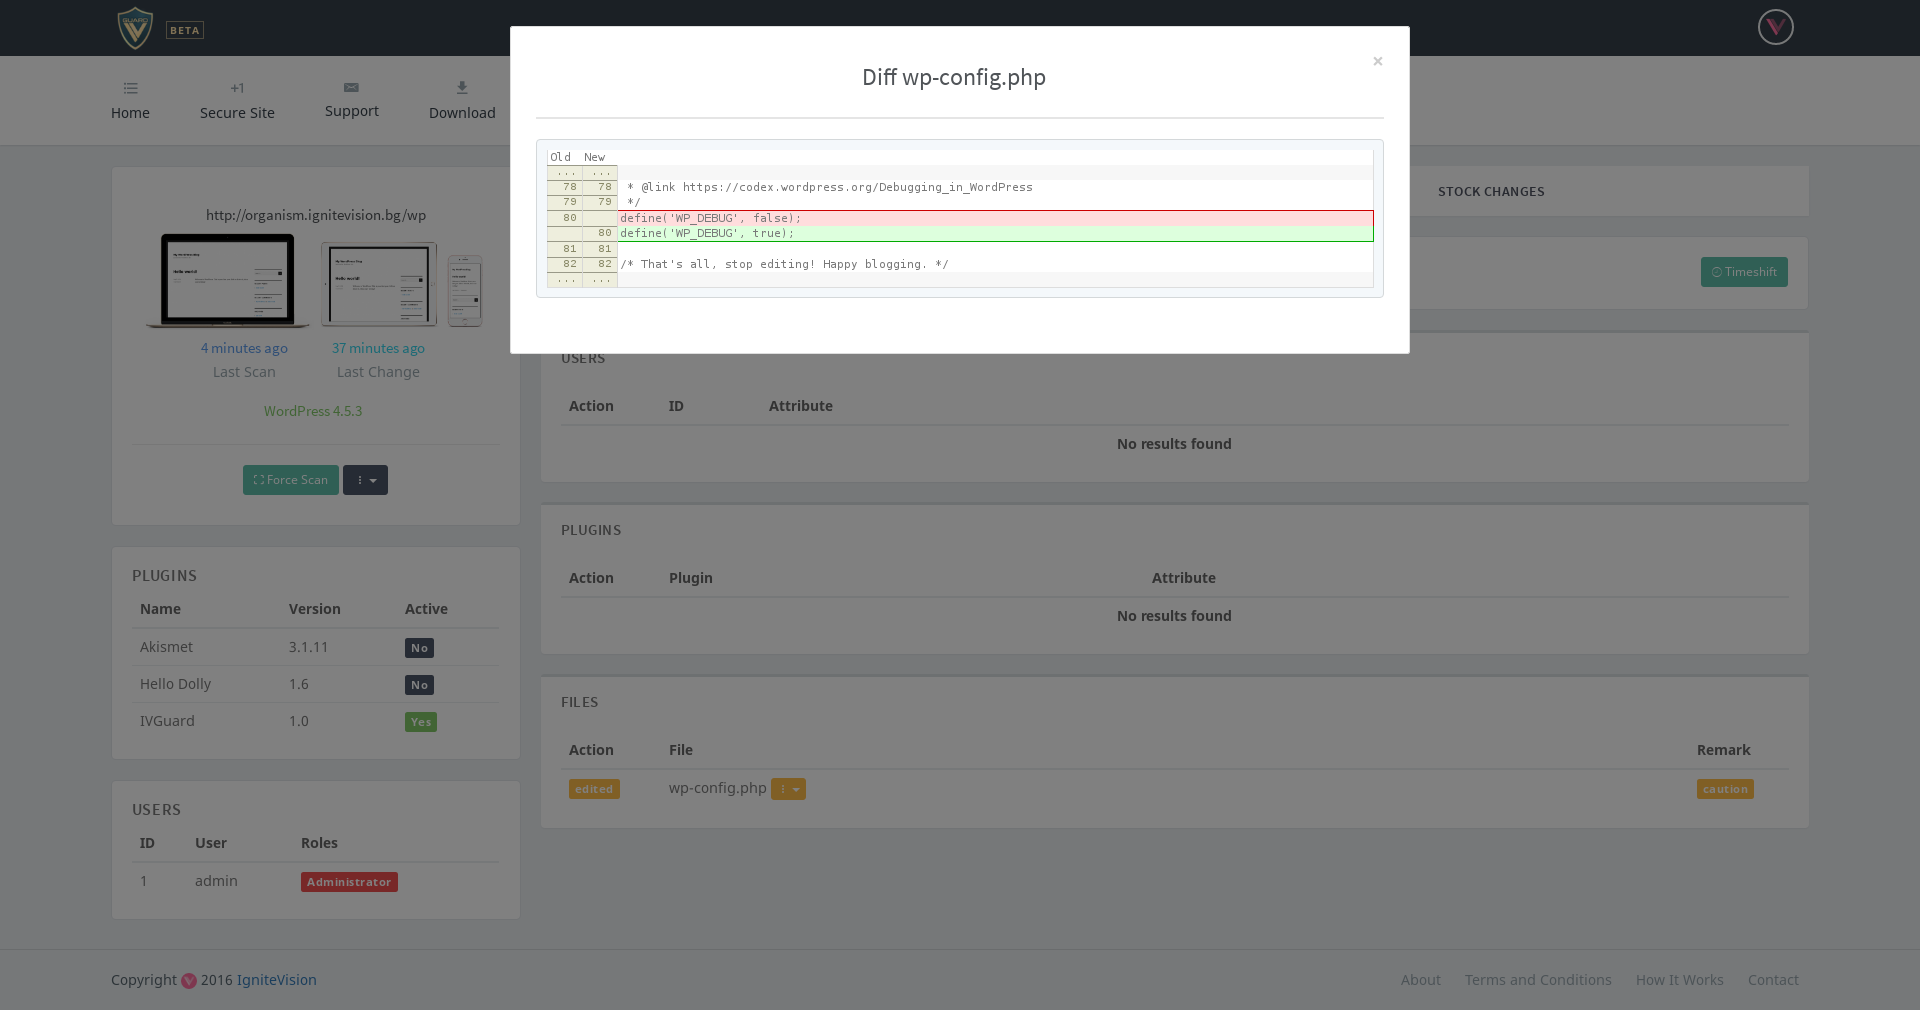 GUARD
BETA
Home
+1
Secure Site
Support
Download
Diff wp-config.php
×
Old New
... ...
78 78 * @link https://codex.wordpress.org/Debugging_in_WordPress
79 79 */
80 define('WP_DEBUG', false);
80 define('WP_DEBUG', true);
81 81
82 82 /* That's all, stop editing! Happy blogging. */
... ...
http://organism.ignitevision.bg/wp
Hello world!
Hello world!
4 minutes ago
Last Scan
37 minutes ago
Last Change
WordPress 4.5.3
Force Scan
PLUGINS
Name Version Active
Akismet 3.1.11 No
Hello Dolly 1.6 No
IVGuard 1.0 Yes
USERS
ID User Roles
1 admin Administrator
STOCK CHANGES
Timeshift
USERS
Action ID Attribute
No results found
PLUGINS
Action Plugin Attribute
No results found
FILES
Action File Remark
edited wp-config.php caution
Copyright 2016 IgniteVision
About Terms and Conditions How It Works Contact